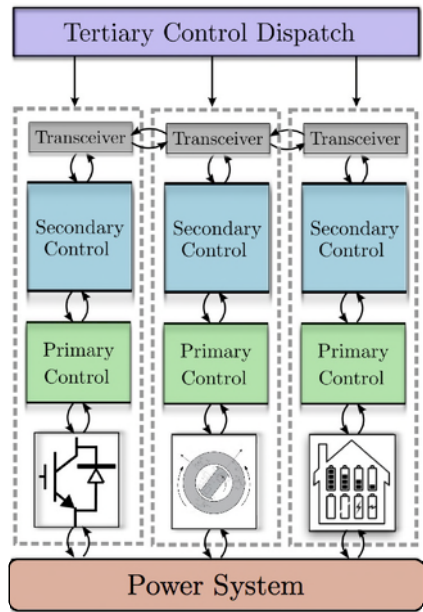 Tertiary Control Dispatch
Transceiver
Transceiver
Transceiver
Secondary
Control
Secondary
Control
Secondary
Control
Primary
Control
Primary
Control
Primary
Control
Power System